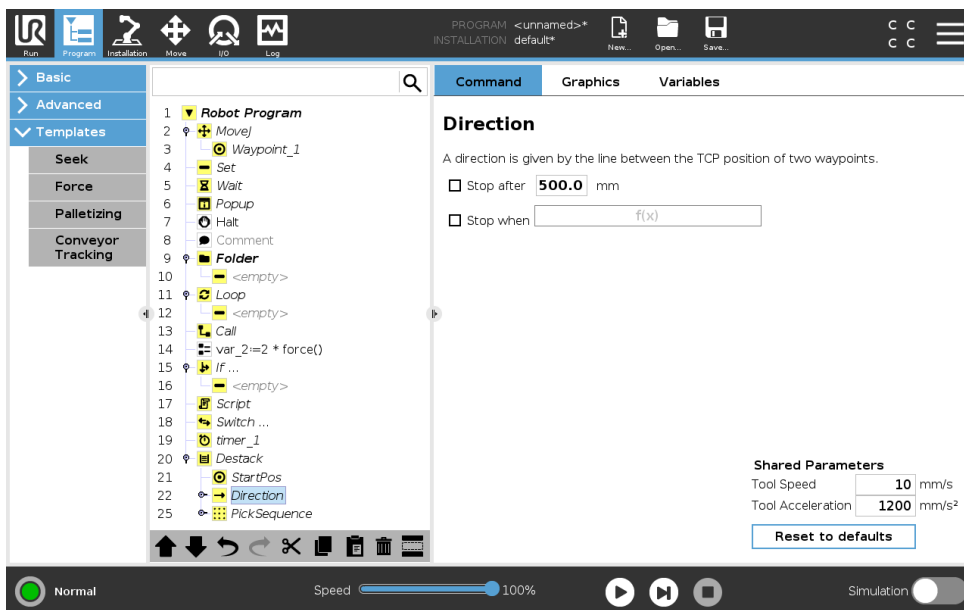 PROGRAM <unnamed>*
INSTALLATION default*
C C
C C
Run
Program
Installation
Move
I/O
Log
New...
Open...
Save...
Basic
Advanced
Templates
Seek
Force
Palletizing
Conveyor
Tracking
1 Robot Program
2 MoveJ
3 Waypoint_1
4 Set
5 Wait
6 Popup
7 Halt
8 Comment
9 Folder
10 <empty>
11 Loop
12 <empty>
13 Call
14 var_2:=2 * force()
15 If ...
16 <empty>
17 Script
18 Switch ...
19 timer_1
20 Destack
21 StartPos
22 Direction
25 PickSequence
Command Graphics Variables
Direction
A direction is given by the line between the TCP position of two waypoints.
Stop after 500.0 mm
Stop when f(x)
Shared Parameters
Tool Speed 10 mm/s
Tool Acceleration 1200 mm/s²
Reset to defaults
Normal
Speed 100%
Simulation